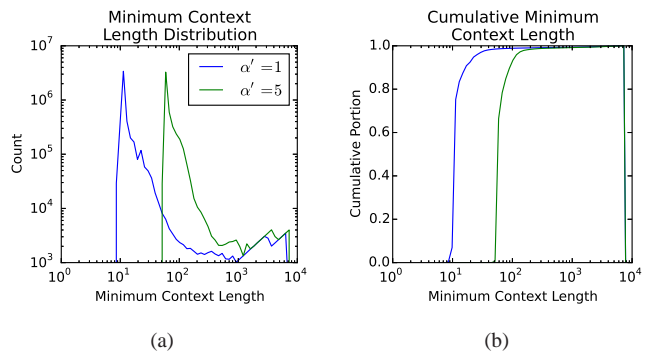 Minimum Context
Length Distribution
10^7
10^6
10^5
10^4
10^3
Count
α′ = 1
α′ = 5
10^0 10^1 10^2 10^3 10^4
Minimum Context Length
(a)
Cumulative Minimum
Context Length
1.0
0.8
0.6
0.4
0.2
0.0
Cumulative Portion
10^0 10^1 10^2 10^3 10^4
Minimum Context Length
(b)